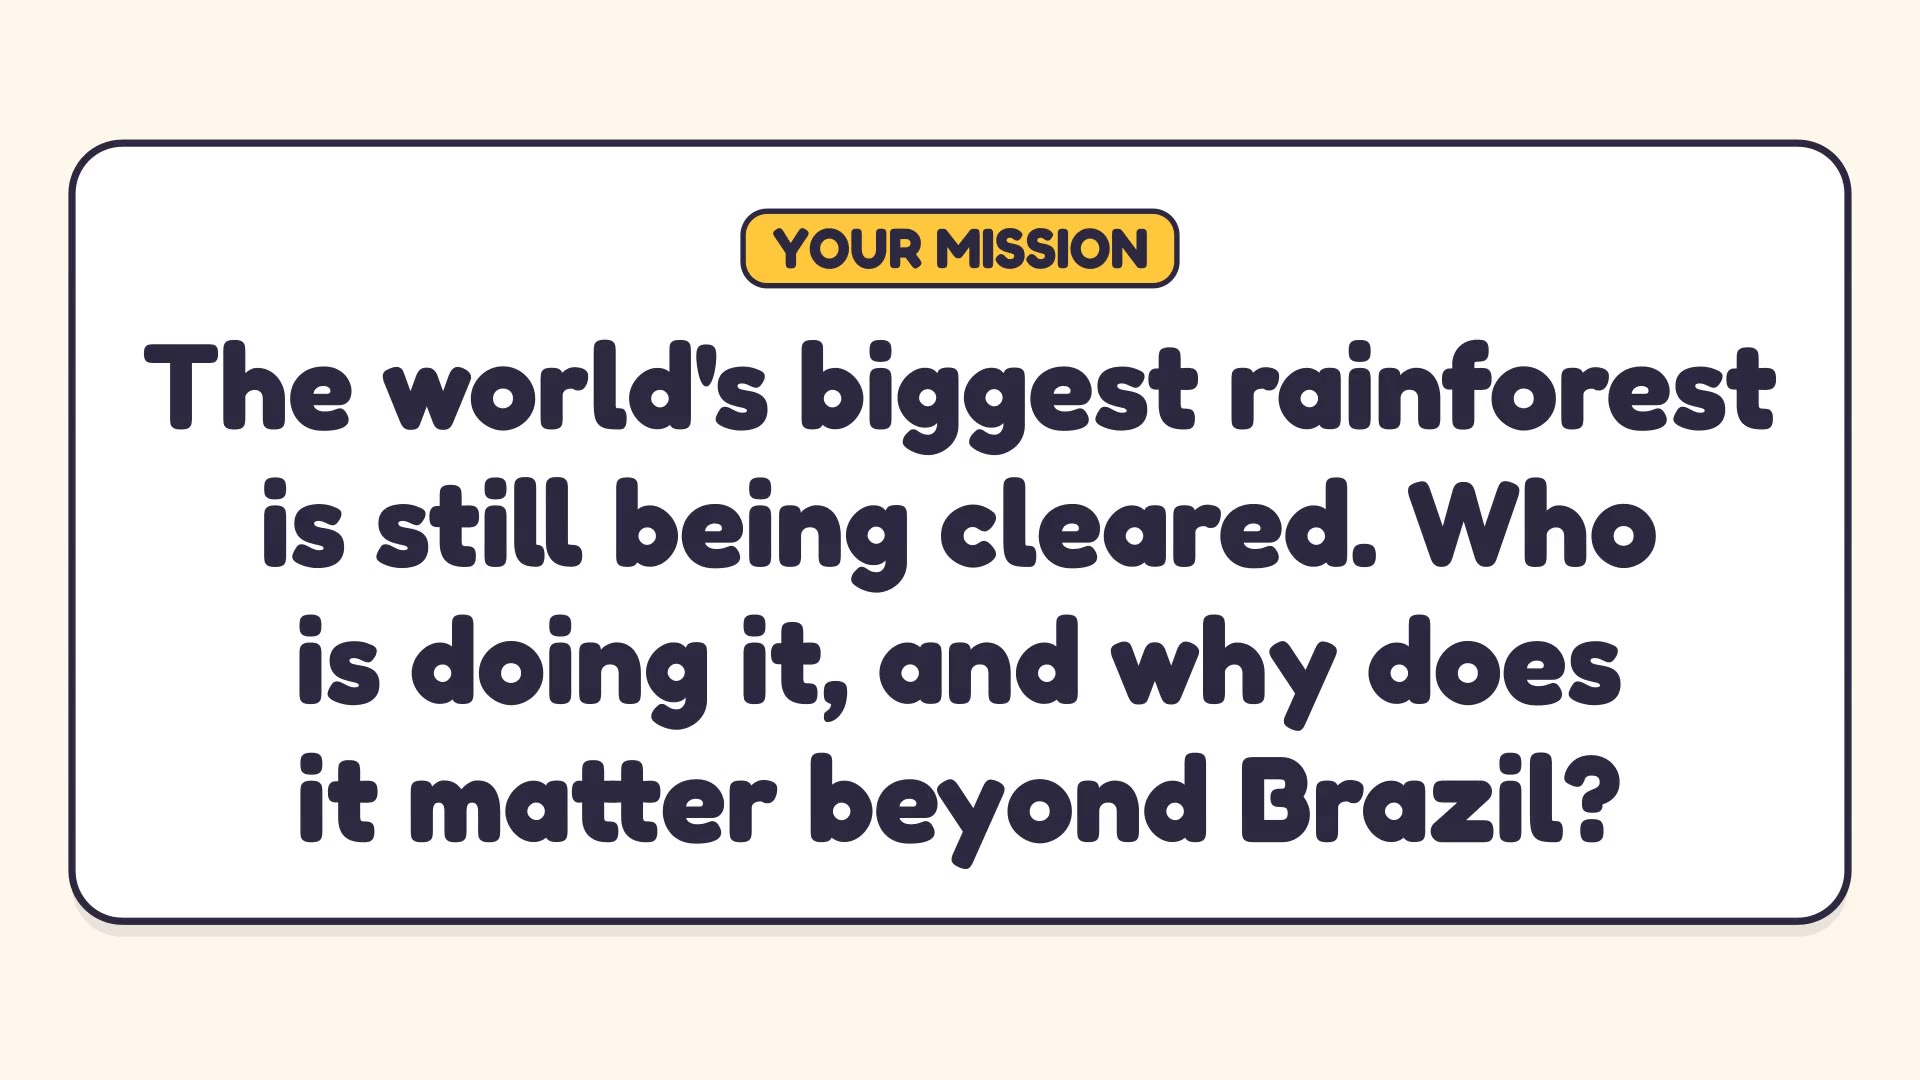 YOUR MISSION
The world's biggest rainforest
is still being cleared. Who
is doing it, and why does
it matter beyond Brazil?